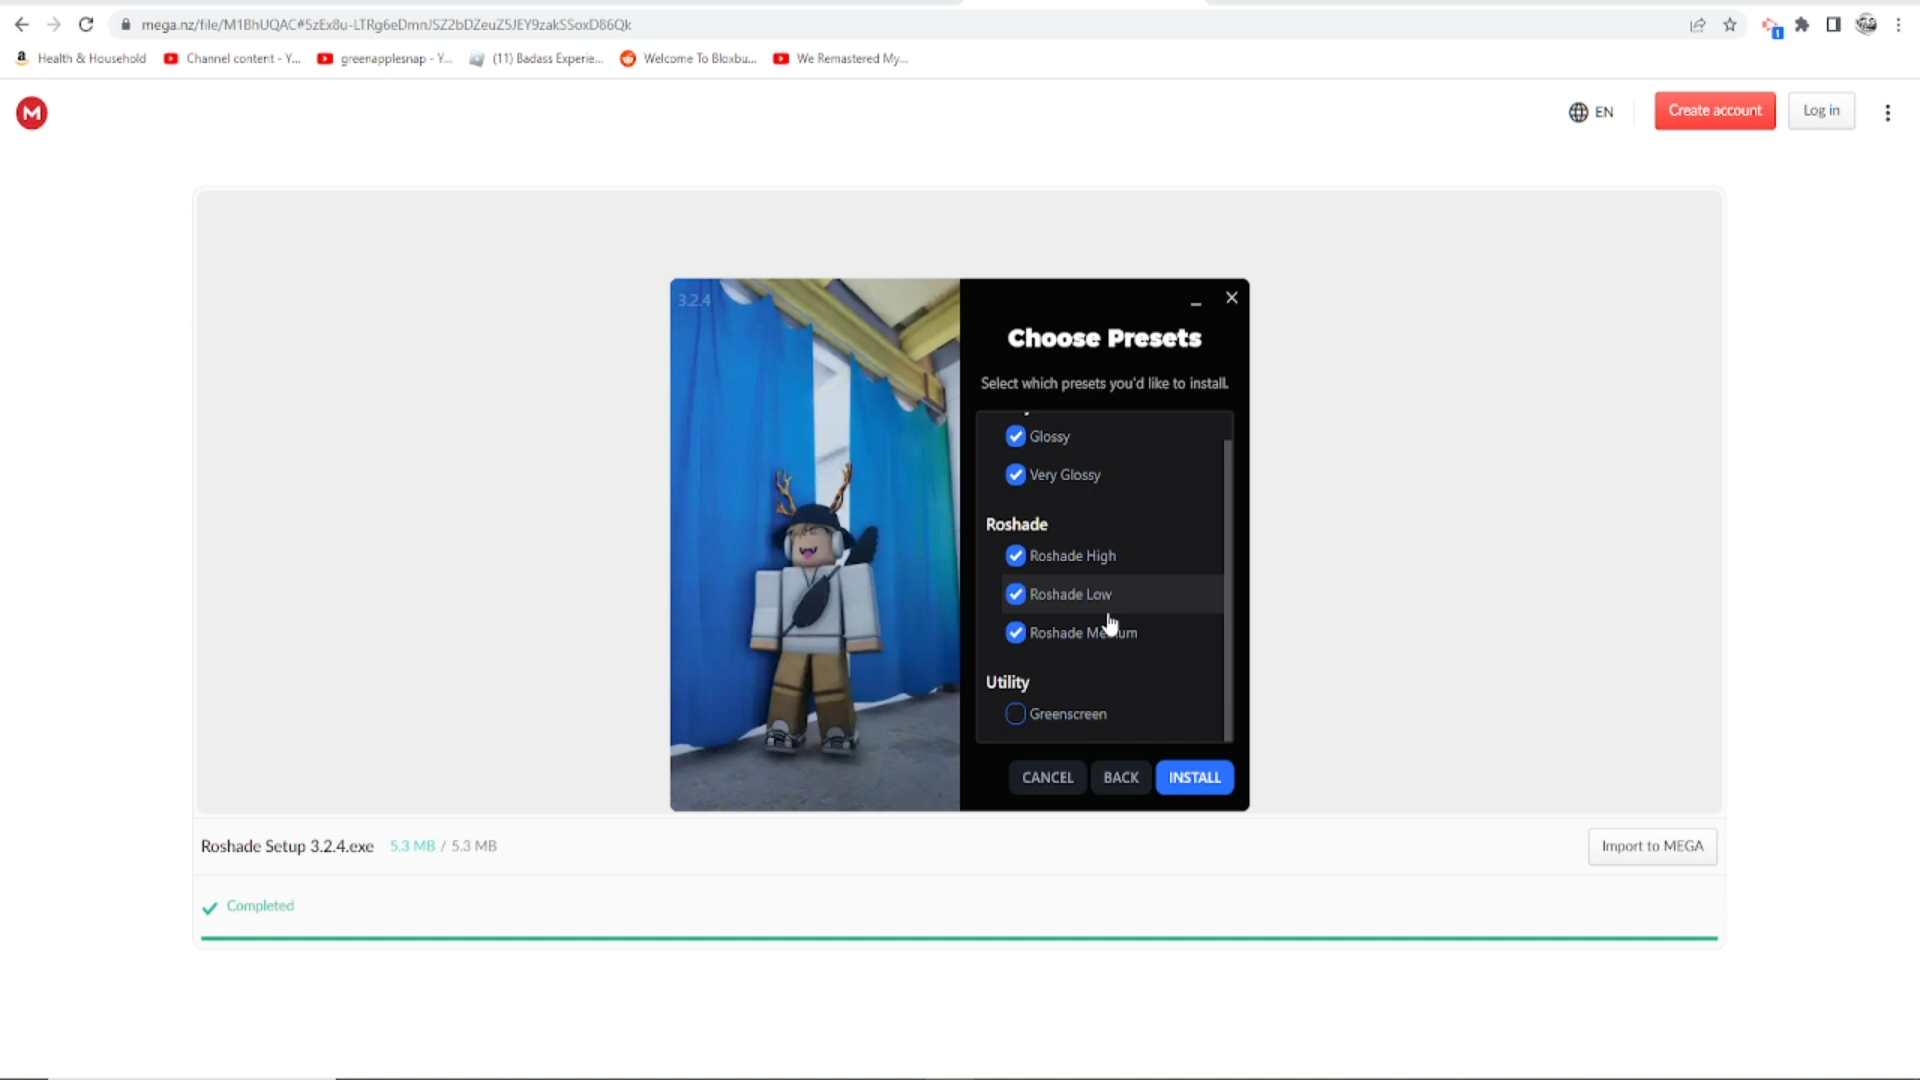 mega.nz/file/M1BhUQAC#5zEx8u-LTRg6eDmnJSZ2bDZeuZ5JEY9zakSSoxD86Qk
1
Health & Household
Channel content - Y...
greenapplesnap - Y...
(11) Badass Experie...
Welcome To Bloxbu...
We Remastered My...
M
EN
Create account
Log in
3.2.4
Choose Presets
Select which presets you'd like to install.
Glossy
Very Glossy
Roshade
Roshade High
Roshade Low
Roshade
Utility
Greenscreen
CANCEL
BACK
INSTALL
Roshade Setup 3.2.4.exe 5.3 MB / 5.3 MB
Import to MEGA
Completed